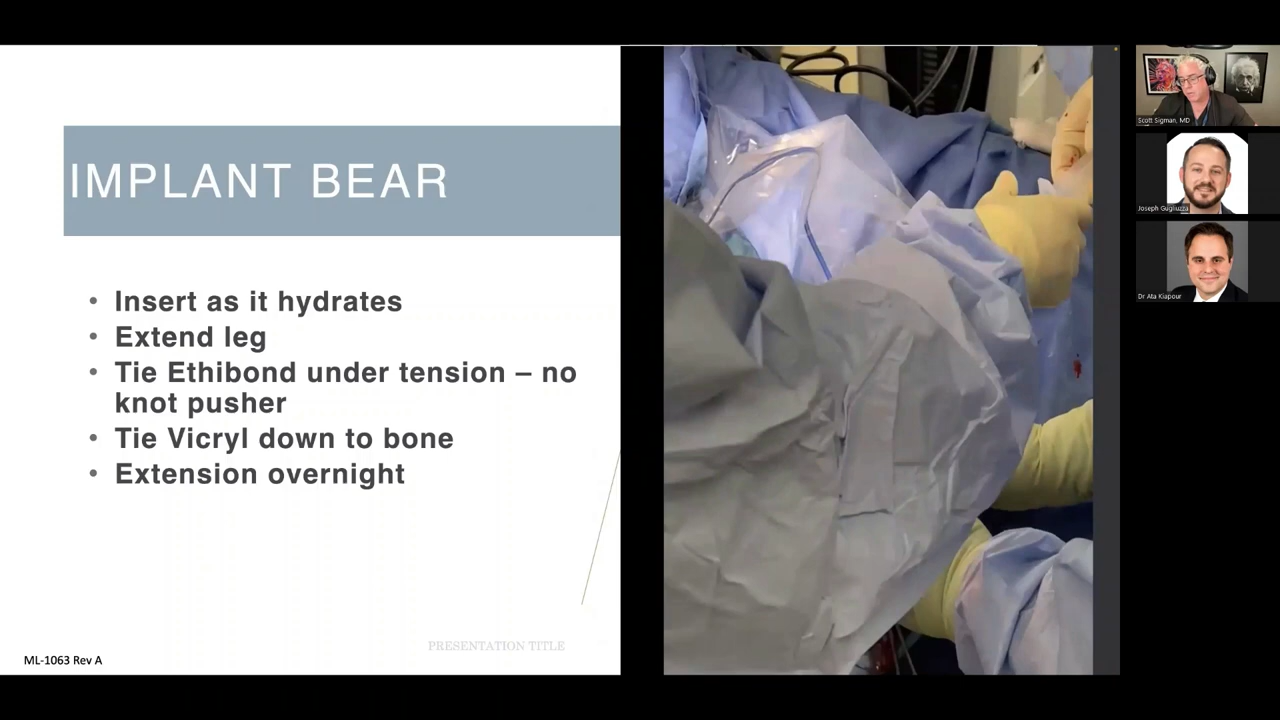 IMPLANT BEAR
• Insert as it hydrates
• Extend leg
• Tie Ethibond under tension – no
knot pusher
• Tie Vicryl down to bone
• Extension overnight
PRESENTATION TITLE
ML-1063 Rev A
Scott Sigman, MD
Joseph Gugliuzza
Dr Ata Kiapour